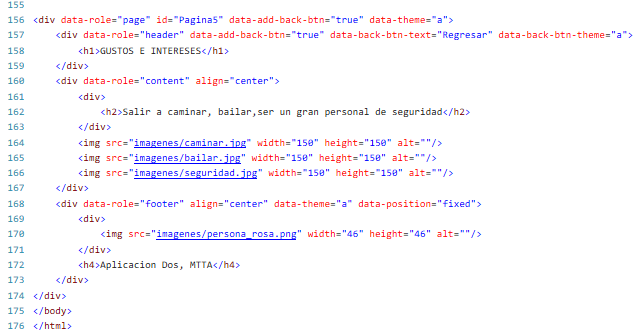 155
156 <div data-role="page" id="Pagina5" data-add-back-btn="true" data-theme="a">
157     <div data-role="header" data-add-back-btn="true" data-back-btn-text="Regresar" data-back-btn-theme="a">
158         <h1>GUSTOS E INTERESES</h1>
159     </div>
160     <div data-role="content" align="center">
161         <div>
162             <h2>Salir a caminar, bailar,ser un gran personal de seguridad</h2>
163         </div>
164         <img src="imagenes/caminar.jpg" width="150" height="150" alt=""/>
165         <img src="imagenes/bailar.jpg" width="150" height="150" alt=""/>
166         <img src="imagenes/seguridad.jpg" width="150" height="150" alt=""/>
167     </div>
168     <div data-role="footer" align="center" data-theme="a" data-position="fixed">
169         <div>
170             <img src="imagenes/persona_rosa.png" width="46" height="46" alt=""/>
171         </div>
172         <h4>Aplicacion Dos, MTTA</h4>
173     </div>
174 </div>
175 </body>
176 </html>